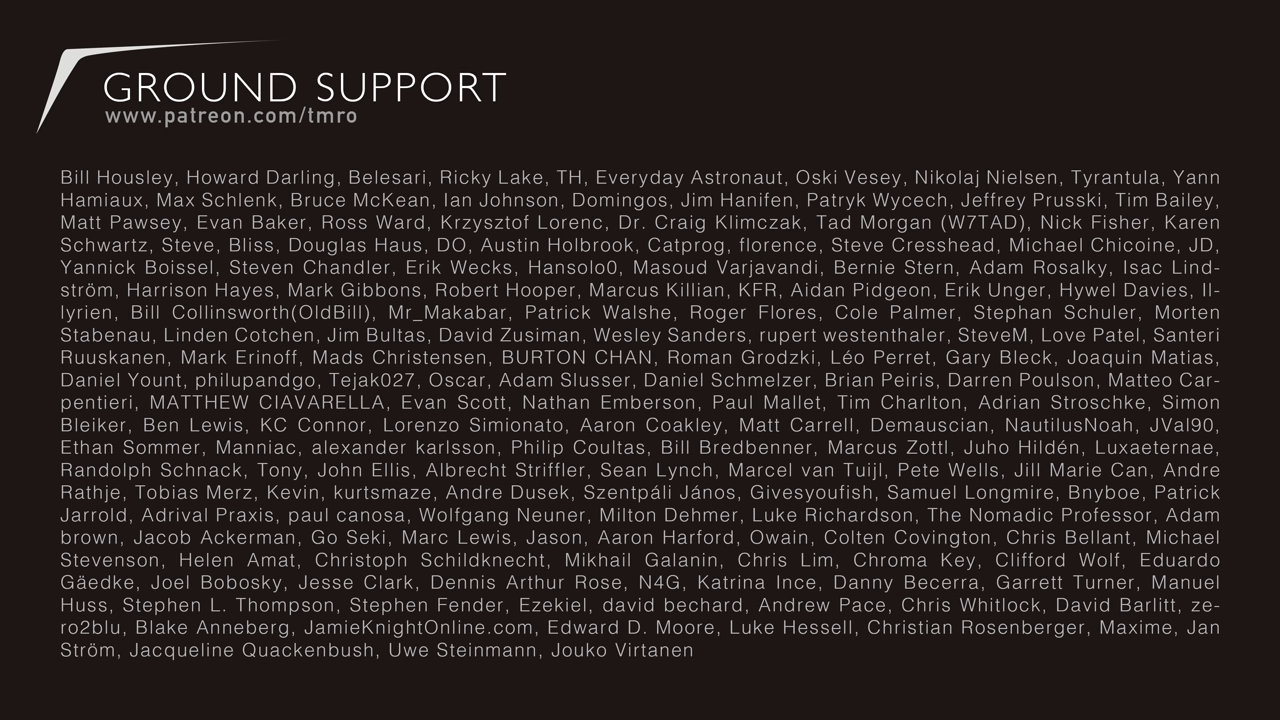 GROUND SUPPORT
www.patreon.com/tmro
Bill Housley, Howard Darling, Belesari, Ricky Lake, TH, Everyday Astronaut, Oski Vesey, Nikolaj Nielsen, Tyrantula, Yann
Hamiaux, Max Schlenk, Bruce McKean, Ian Johnson, Domingos, Jim Hanifen, Patryk Wycech, Jeffrey Prusski, Tim Bailey,
Matt Pawsey, Evan Baker, Ross Ward, Krzysztof Lorenc, Dr. Craig Klimczak, Tad Morgan (W7TAD), Nick Fisher, Karen
Schwartz, Steve, Bliss, Douglas Haus, DO, Austin Holbrook, Catprog, florence, Steve Cresshead, Michael Chicoine, JD,
Yannick Boissel, Steven Chandler, Erik Wecks, Hansolo0, Masoud Varjavandi, Bernie Stern, Adam Rosalky, Isac Lind-
ström, Harrison Hayes, Mark Gibbons, Robert Hooper, Marcus Killian, KFR, Aidan Pidgeon, Erik Unger, Hywel Davies, Il-
lyrien, Bill Collinsworth(OldBill), Mr_Makabar, Patrick Walshe, Roger Flores, Cole Palmer, Stephan Schuler, Morten
Stabenau, Linden Cotchen, Jim Bultas, David Zusiman, Wesley Sanders, rupert westenthaler, SteveM, Love Patel, Santeri
Ruuskanen, Mark Erinoff, Mads Christensen, BURTON CHAN, Roman Grodzki, Léo Perret, Gary Bleck, Joaquin Matias,
Daniel Yount, philupandgo, Tejak027, Oscar, Adam Slusser, Daniel Schmelzer, Brian Peiris, Darren Poulson, Matteo Car-
pentieri, MATTHEW CIAVARELLA, Evan Scott, Nathan Emberson, Paul Mallet, Tim Charlton, Adrian Stroschke, Simon
Bleiker, Ben Lewis, KC Connor, Lorenzo Simionato, Aaron Coakley, Matt Carrell, Demauscian, NautilusNoah, JVal90,
Ethan Sommer, Manniac, alexander karlsson, Philip Coultas, Bill Bredbenner, Marcus Zottl, Juho Hildén, Luxaeternae,
Randolph Schnack, Tony, John Ellis, Albrecht Striffler, Sean Lynch, Marcel van Tuijl, Pete Wells, Jill Marie Can, Andre
Rathje, Tobias Merz, Kevin, kurtsmaze, Andre Dusek, Szentpáli János, Givesyoufish, Samuel Longmire, Bnyboe, Patrick
Jarrold, Adrival Praxis, paul canosa, Wolfgang Neuner, Milton Dehmer, Luke Richardson, The Nomadic Professor, Adam
brown, Jacob Ackerman, Go Seki, Marc Lewis, Jason, Aaron Harford, Owain, Colten Covington, Chris Bellant, Michael
Stevenson, Helen Amat, Christoph Schildknecht, Mikhail Galanin, Chris Lim, Chroma Key, Clifford Wolf, Eduardo
Gäedke, Joel Bobosky, Jesse Clark, Dennis Arthur Rose, N4G, Katrina Ince, Danny Becerra, Garrett Turner, Manuel
Huss, Stephen L. Thompson, Stephen Fender, Ezekiel, david bechard, Andrew Pace, Chris Whitlock, David Barlitt, ze-
ro2blu, Blake Anneberg, JamieKnightOnline.com, Edward D. Moore, Luke Hessell, Christian Rosenberger, Maxime, Jan
Ström, Jacqueline Quackenbush, Uwe Steinmann, Jouko Virtanen